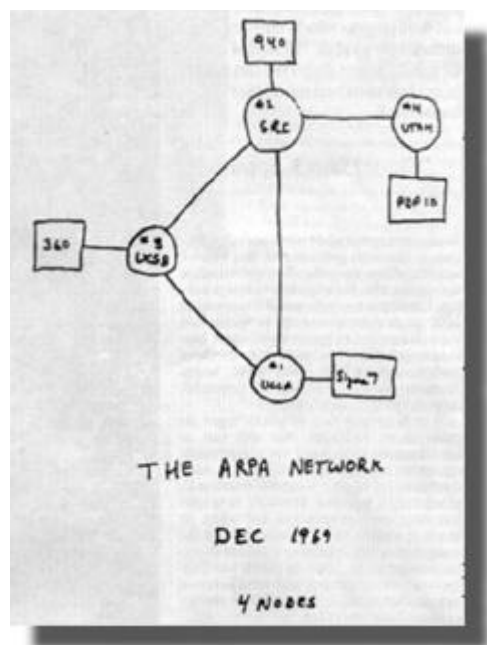 940
#2
SRI
#4
UTAH
PDP 10
360
#3
UCSB
#1
UCLA
Sigma 7
THE ARPA NETWORK
DEC 1969
4 NODES